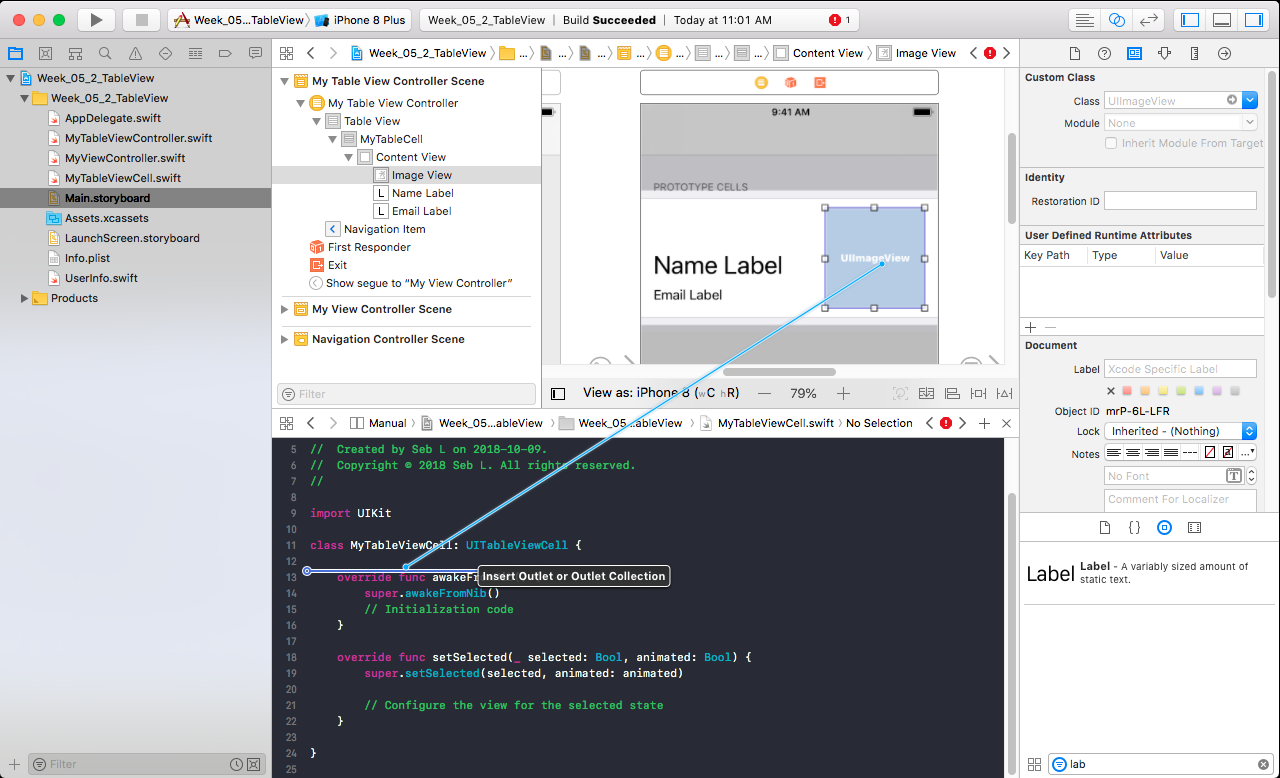 Week_05...TableView
iPhone 8 Plus
Week_05_2_TableView
Build Succeeded
Today at 11:01 AM
1
Week_05_2_TableView
Week_05_2_TableView
AppDelegate.swift
MyTableViewController.swift
MyViewController.swift
MyTableViewCell.swift
Main.storyboard
Assets.xcassets
LaunchScreen.storyboard
Info.plist
UserInfo.swift
Products
Filter
Week_05_2_TableView
...
...
...
...
...
...
...
Content View
Image View
My Table View Controller Scene
My Table View Controller
Table View
MyTableCell
Content View
Image View
L Name Label
L Email Label
Navigation Item
First Responder
Exit
Show segue to “My View Controller”
My View Controller Scene
Navigation Controller Scene
Filter
9:41 AM
PROTOTYPE CELLS
Name Label
Email Label
UIImageView
View as: iPhone 8 (wC hR)
79%
Manual
Week_05...ableView
Week_05...TableView
MyTableViewCell.swift
No Selection
5 //  Created by Seb L on 2018-10-09.
6 //  Copyright © 2018 Seb L. All rights reserved.
7 //
8
9 import UIKit
10
11 class MyTableViewCell: UITableViewCell {
12
13 override func awakeFr
Insert Outlet or Outlet Collection
14 super.awakeFromNib()
15 // Initialization code
16 }
17
18 override func setSelected(_ selected: Bool, animated: Bool) {
19 super.setSelected(selected, animated: animated)
20
21 // Configure the view for the selected state
22 }
23
24 }
25
Custom Class
Class UIImageView
Module None
Inherit Module From Target
Identity
Restoration ID
User Defined Runtime Attributes
Key Path Type Value
Document
Label Xcode Specific Label
Object ID mrP-6L-LFR
Lock Inherited - (Nothing)
Notes
No Font
Comment For Localizer
Label Label - A variably sized amount of
static text.
lab